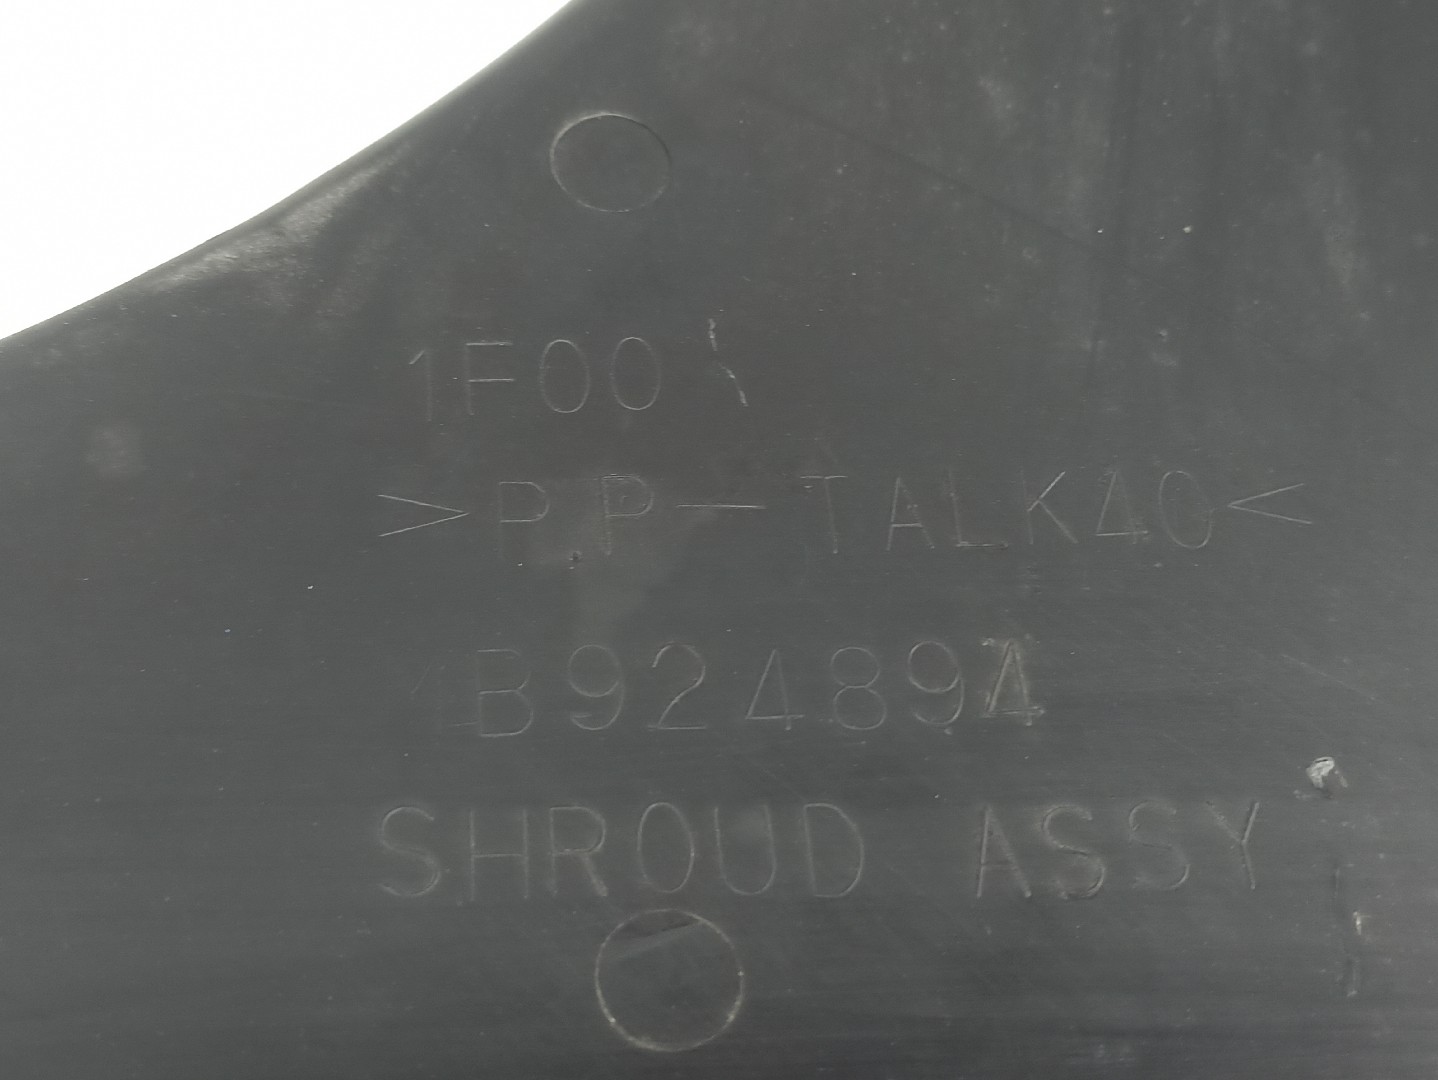 1F00
>PP-TALK40<
B924894
SHROUD ASSY